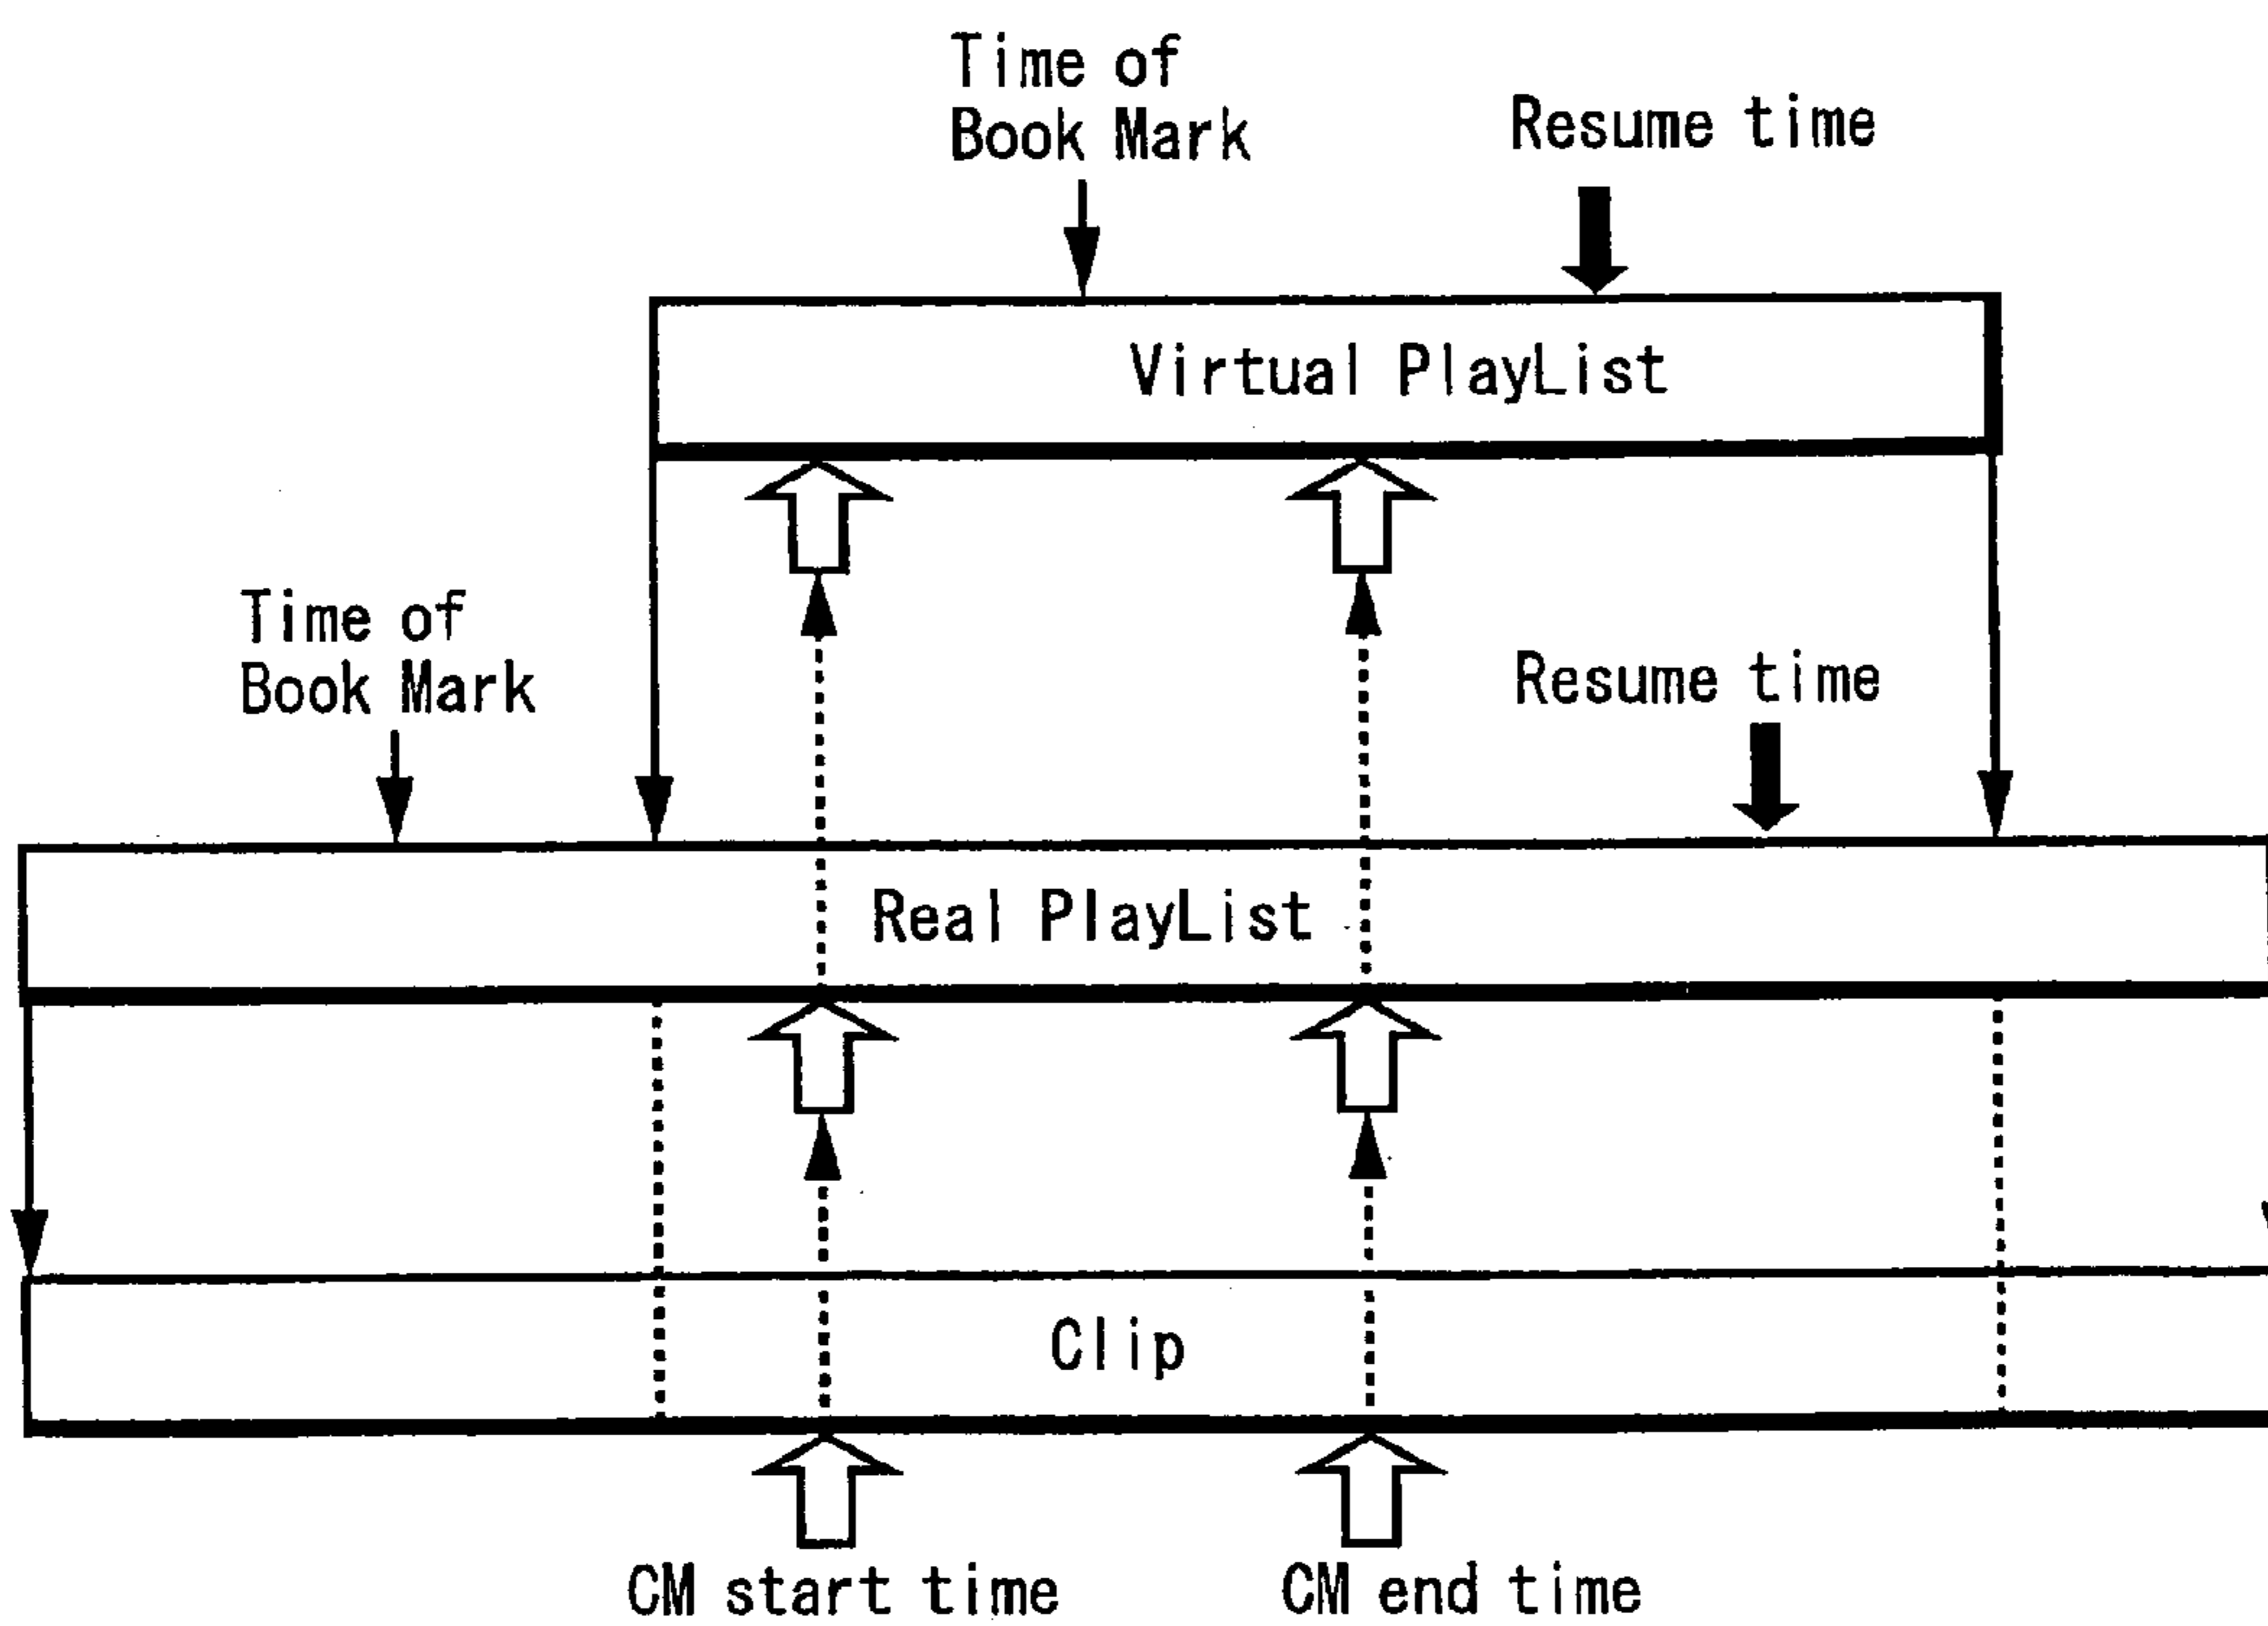 Time of
Book Mark
Resume time
Virtual PlayList
Time of
Book Mark
Resume time
Real PlayList
Clip
CM start time
CM end time